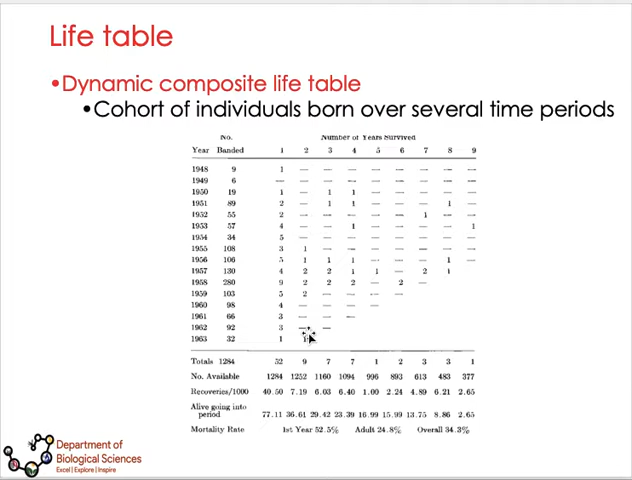 Life table
•Dynamic composite life table
•Cohort of individuals born over several time periods
No. Number of Years Survived
Year Banded 1 2 3 4 5 6 7 8 9
1948 9 1 — — — — — — — —
1949 6 — — — — — — — — —
1950 19 1 — 1 1 — — — — —
1951 89 2 — 1 1 — — — 1 —
1952 55 2 — — — — — 1 — —
1953 57 4 — — 1 — — — — 1
1954 34 5 — — — — — — — —
1955 108 3 1 — — — — — — —
1956 106 5 1 1 1 — — — 1 —
1957 130 4 2 2 1 1 — 2 1
1958 280 9 2 2 2 — 2 —
1959 103 5 2 — — — —
1960 98 4 — — — —
1961 66 3 — — —
1962 92 3 — —
1963 32 1
Totals 1284 52 9 7 7 1 2 3 3 1
No. Available 1284 1252 1160 1094 996 893 613 483 377
Recoveries/1000 40.50 7.19 6.03 6.40 1.00 2.24 4.89 6.21 2.65
Alive going into
period 77.11 36.61 29.42 23.39 16.99 15.99 13.75 8.86 2.65
Mortality Rate 1st Year 52.5% Adult 24.8% Overall 34.3%
Department of
Biological Sciences
Excel | Explore | Inspire